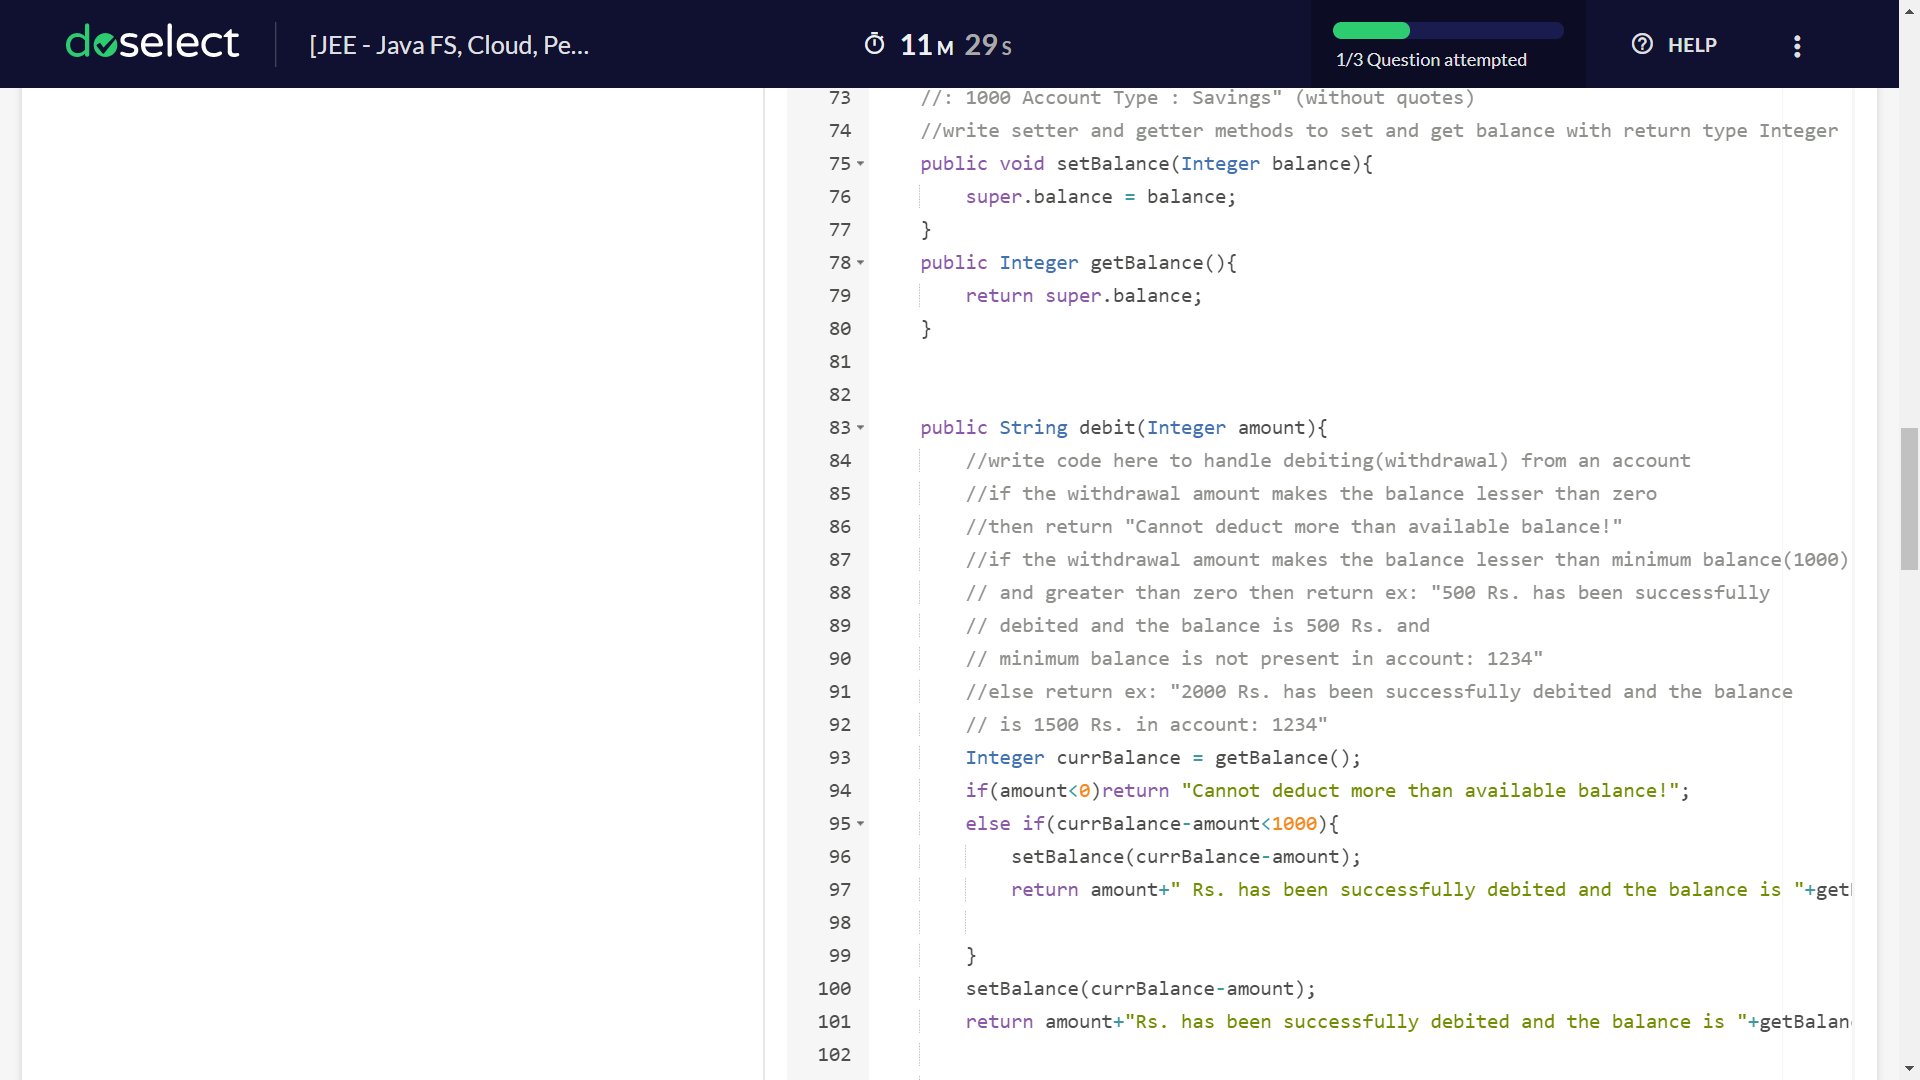 doselect
[JEE - Java FS, Cloud, Pe...
11M 29S
1/3 Question attempted
HELP
73 //: 1000 Account Type : Savings" (without quotes)
74 //write setter and getter methods to set and get balance with return type Integer
75 public void setBalance(Integer balance){
76 super.balance = balance;
77 }
78 public Integer getBalance(){
79 return super.balance;
80 }
81
82
83 public String debit(Integer amount){
84 //write code here to handle debiting(withdrawal) from an account
85 //if the withdrawal amount makes the balance lesser than zero
86 //then return "Cannot deduct more than available balance!"
87 //if the withdrawal amount makes the balance lesser than minimum balance(1000)
88 // and greater than zero then return ex: "500 Rs. has been successfully
89 // debited and the balance is 500 Rs. and
90 // minimum balance is not present in account: 1234"
91 //else return ex: "2000 Rs. has been successfully debited and the balance
92 // is 1500 Rs. in account: 1234"
93 Integer currBalance = getBalance();
94 if(amount<0)return "Cannot deduct more than available balance!";
95 else if(currBalance-amount<1000){
96 setBalance(currBalance-amount);
97 return amount+" Rs. has been successfully debited and the balance is "+get
98
99 }
100 setBalance(currBalance-amount);
101 return amount+"Rs. has been successfully debited and the balance is "+getBalan
102